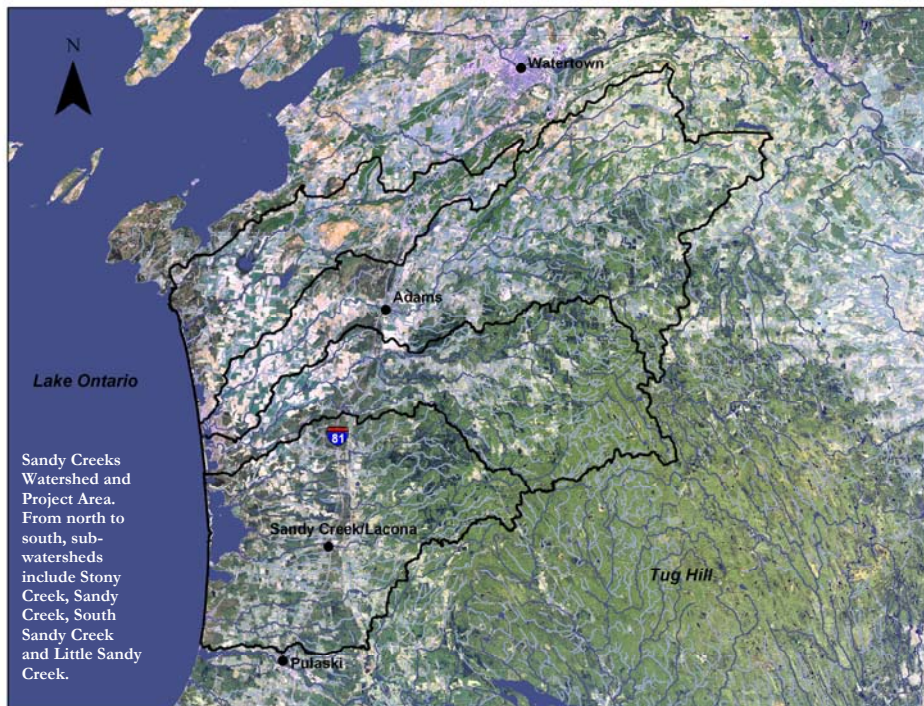 N
Watertown
Adams
Lake Ontario
81
Sandy Creeks
Watershed and
Project Area.
From north to
south, sub-
watersheds
include Stony
Creek, Sandy
Creek, South
Sandy Creek
and Little Sandy
Creek.
Sandy Creek/Lacona
Tug Hill
Pulaski